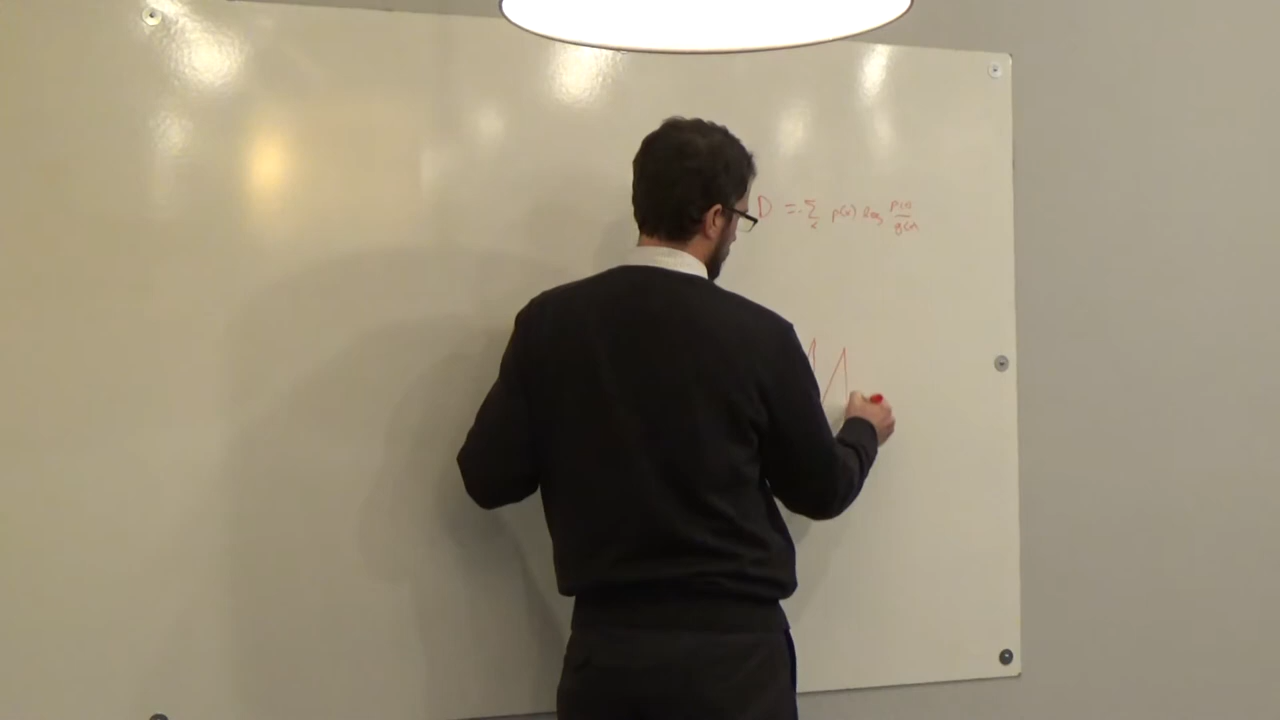 D = -∑ₓ p(x) log p(x)/q(x)